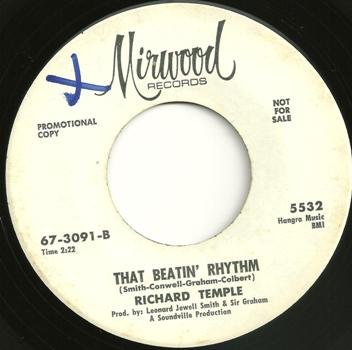 Mirwood
RECORDS
PROMOTIONAL
COPY
NOT
FOR
SALE
67-3091-B
Time 2:22
5532
Hangra Music
BMI
THAT BEATIN' RHYTHM
(Smith-Conwell-Graham-Colbert)
RICHARD TEMPLE
Prod. by: Leonard Jewell Smith & Sir Graham
A Soundville Production